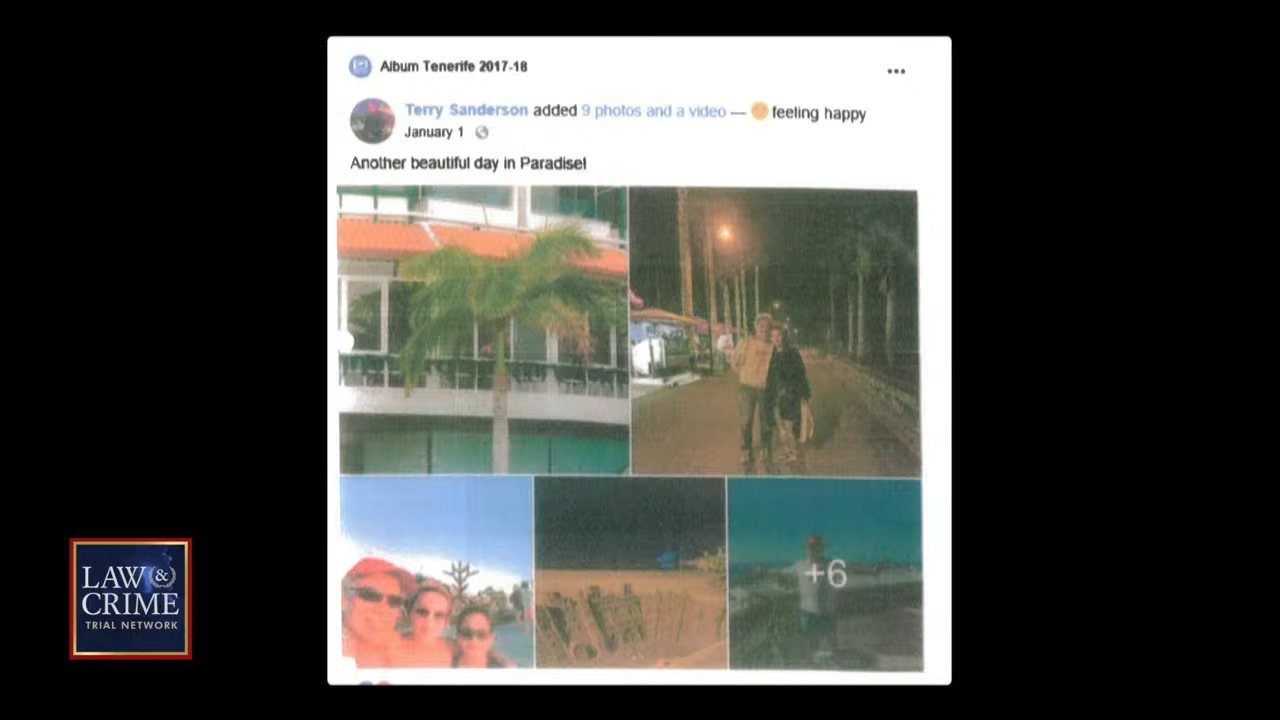 Album Tenerife 2017-18
•••
Terry Sanderson added 9 photos and a video — feeling happy
January 1
Another beautiful day in Paradise!
+6
LAW &
CRIME
TRIAL NETWORK